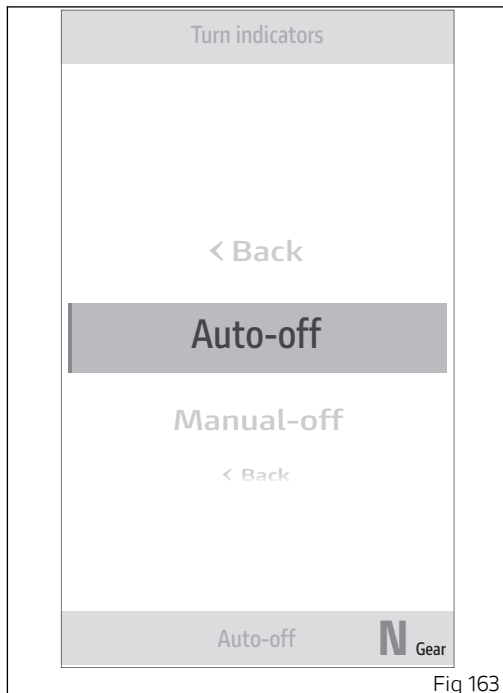 Turn indicators
< Back
Auto-off
Manual-off
< Back
Auto-off
N Gear
Fig 163